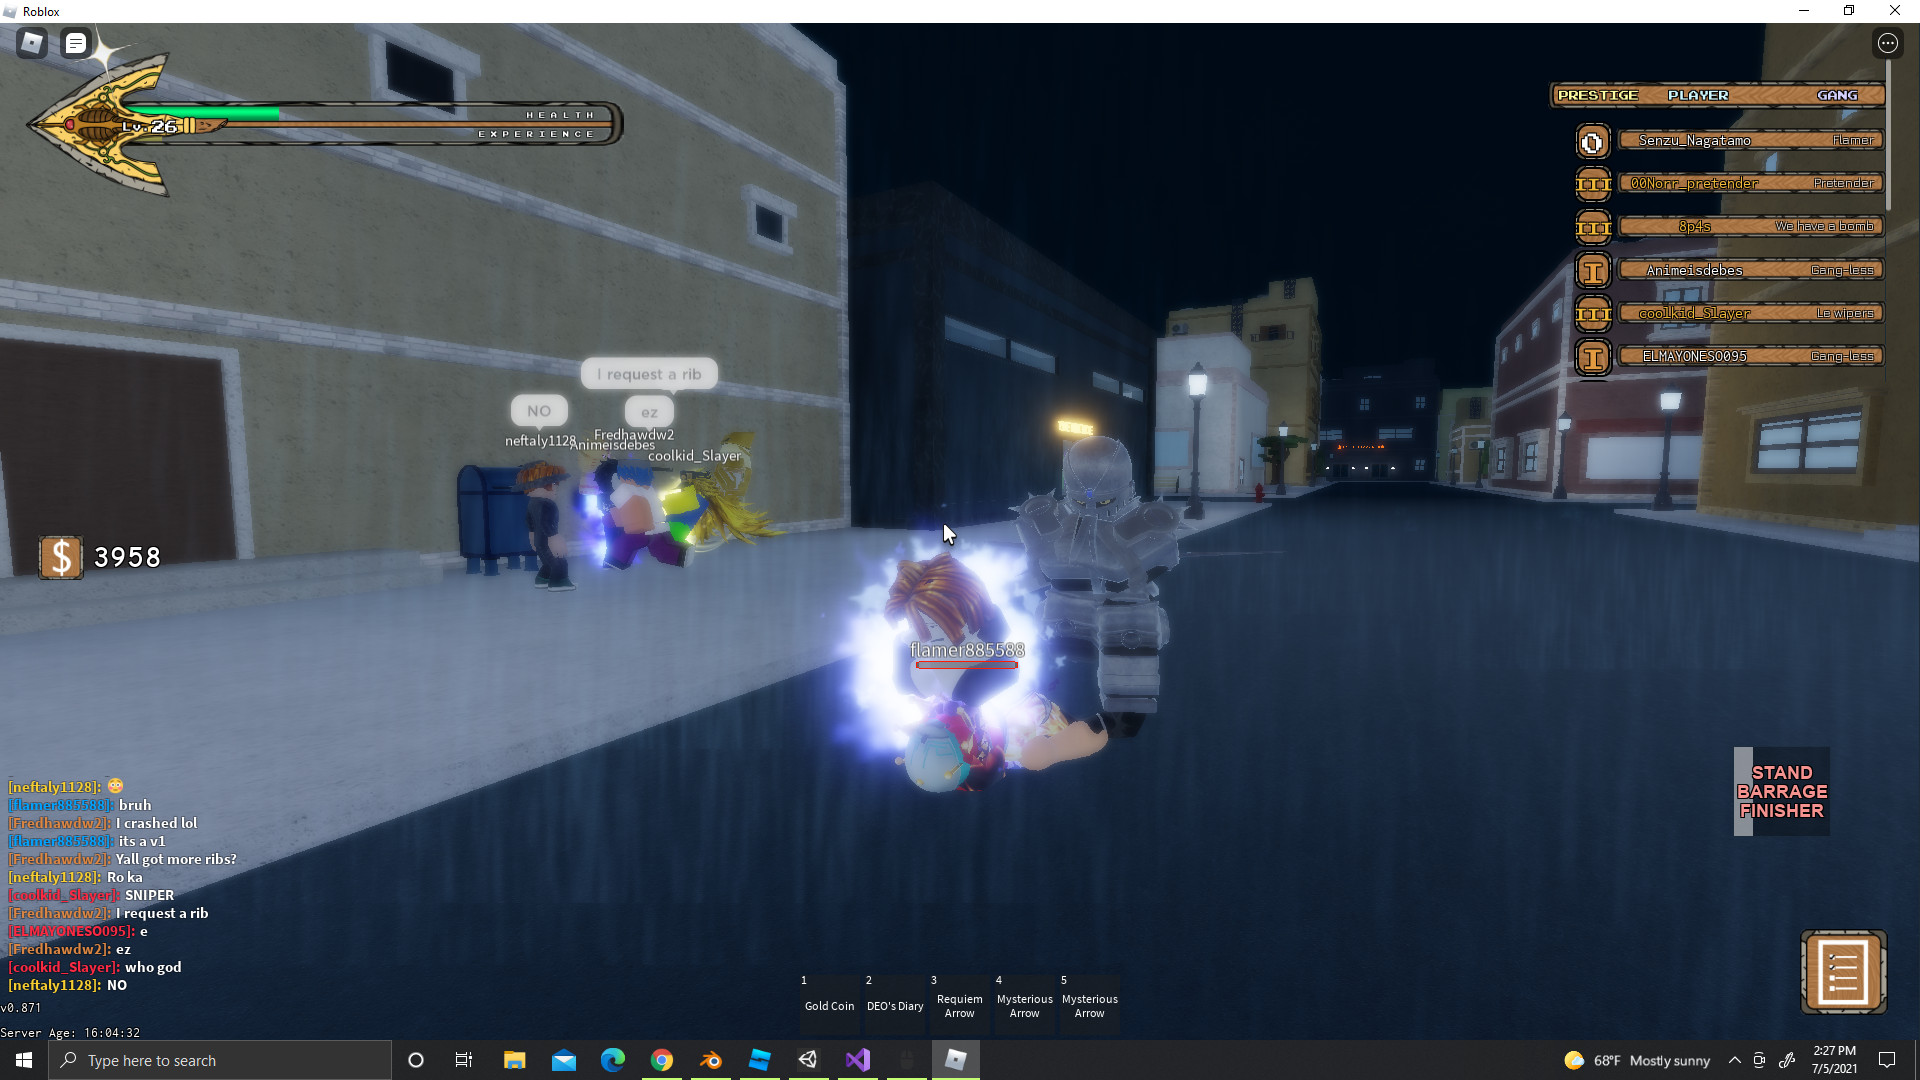 Roblox
Lv.26
HEALTH
EXPERIENCE
PRESTIGE PLAYER GANG
Senzu_Nagatamo Flamer
III 00Norr_pretender Pretender
III 8p4s We have a bomb
I Animeisdebes Gang-less
III coolkid_Slayer Le wipers
I ELMAYONESO095 Gang-less
I request a rib
NO
ez
neftaly1128
Fredhawdw2
Animeisdebes
coolkid_Slayer
$ 3958
flamer885588
STAND
BARRAGE
FINISHER
[neftaly1128]: 😳
[flamer885588]: bruh
[Fredhawdw2]: I crashed lol
[flamer885588]: its a v1
[Fredhawdw2]: Yall got more ribs?
[neftaly1128]: Ro ka
[coolkid_Slayer]: SNIPER
[Fredhawdw2]: I request a rib
[ELMAYONESO095]: e
[Fredhawdw2]: ez
[coolkid_Slayer]: who god
[neftaly1128]: NO
v0.871
Server Age: 16:04:32
1 Gold Coin
2 DEO's Diary
3 Requiem Arrow
4 Mysterious Arrow
5 Mysterious Arrow
Type here to search
68°F Mostly sunny
2:27 PM
7/5/2021